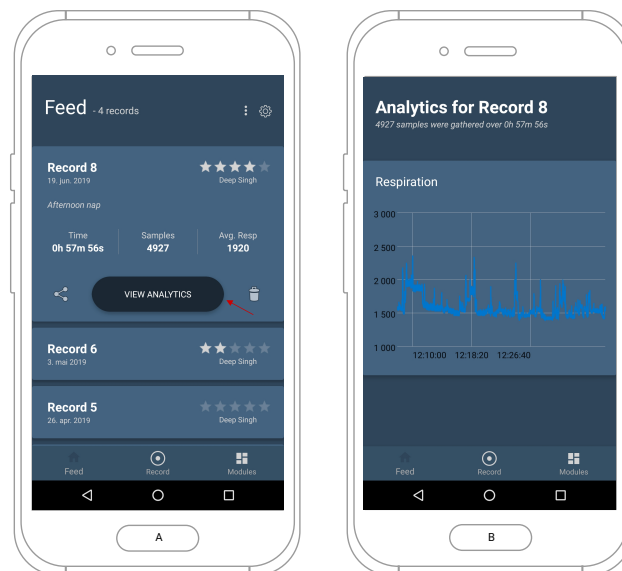 Feed - 4 records
Record 8
19. jun. 2019
Deep Singh
Afternoon nap
Time Samples Avg. Resp
0h 57m 56s 4927 1920
VIEW ANALYTICS
Record 6
3. mai 2019
Deep Singh
Record 5
26. apr. 2019
Deep Singh
Feed Record Modules
A
Analytics for Record 8
4927 samples were gathered over 0h 57m 56s
Respiration
3 000
2 500
2 000
1 500
1 000
12:10:00 12:18:20 12:26:40
Feed Record Modules
B